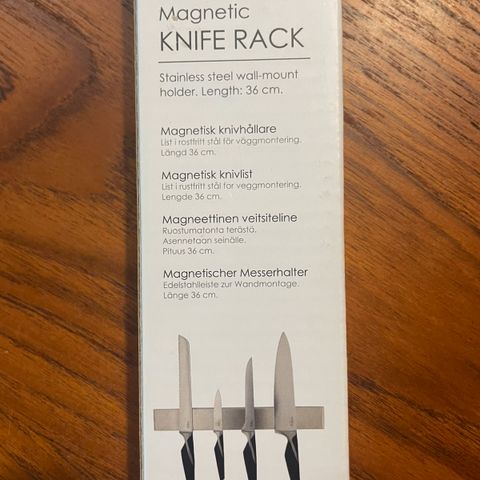 Magnetic
KNIFE RACK
Stainless steel wall-mount
holder. Length: 36 cm.
Magnetisk knivhållare
List i rostfritt stål för väggmontering.
Längd 36 cm.
Magnetisk knivlist
List i rustfritt stål for veggmontering.
Lengde 36 cm.
Magneettinen veitsiteline
Ruostumatonta terästä.
Asennetaan seinälle.
Pituus 36 cm.
Magnetischer Messerhalter
Edelstahlleiste zur Wandmontage.
Länge 36 cm.